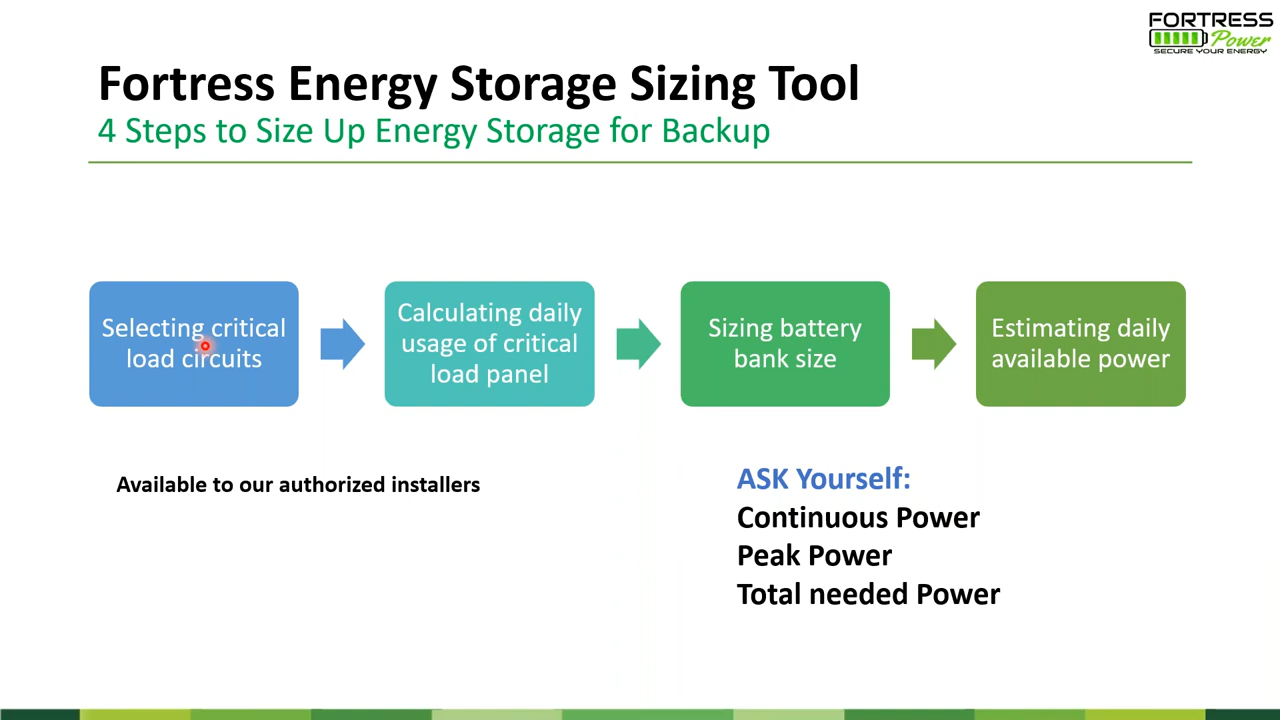 FORTRESS
Power
SECURE YOUR ENERGY
Fortress Energy Storage Sizing Tool
4 Steps to Size Up Energy Storage for Backup
Selecting critical
load circuits
Calculating daily
usage of critical
load panel
Sizing battery
bank size
Estimating daily
available power
Available to our authorized installers
ASK Yourself:
Continuous Power
Peak Power
Total needed Power